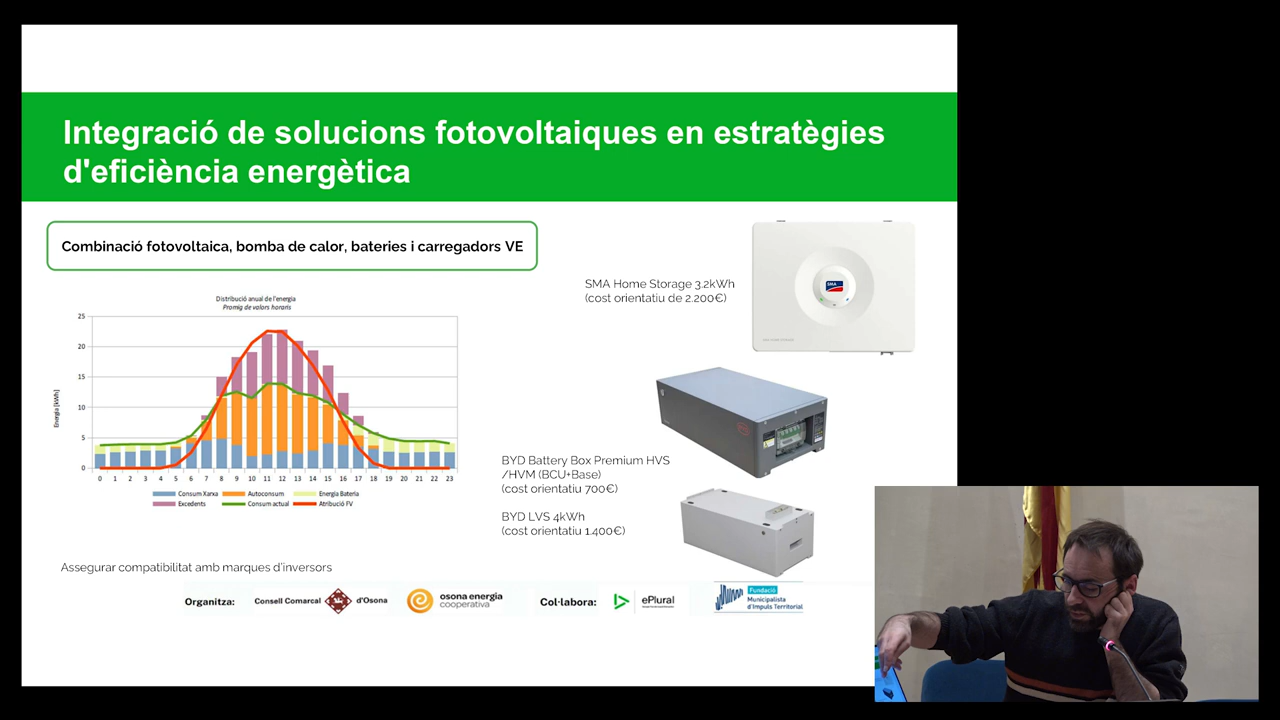 Integració de solucions fotovoltaiques en estratègies
d'eficiència energètica
Combinació fotovoltaica, bomba de calor, bateries i carregadors VE
SMA Home Storage 3.2kWh
(cost orientatiu de 2.200€)
SMA
Distribució anual de l'energia
Promig de valors horaris
Energia [kWh]
25
20
15
10
5
0
0 1 2 3 4 5 6 7 8 9 10 11 12 13 14 15 16 17 18 19 20 21 22 23
Consum Xarxa Autoconsum Energia Bateria
Excedents Consum actual Atribució FV
BYD Battery Box Premium HVS
/HVM (BCU+Base)
(cost orientatiu 700€)
BYD LVS 4kWh
(cost orientatiu 1.400€)
Assegurar compatibilitat amb marques d'inversors
Organitza:
Consell Comarcal d'Osona
osona energia
cooperativa
Col·labora:
ePlural
Fundació
Municipalista
d'Impuls Territorial